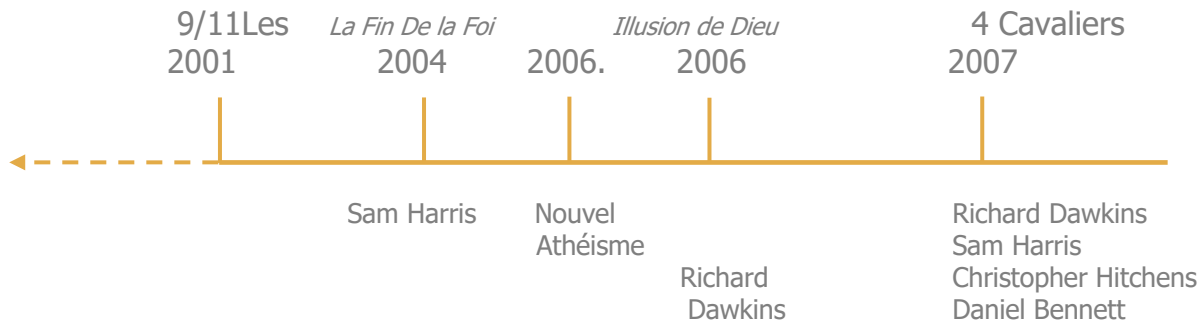 9/11Les
2001
La Fin De la Foi
2004
2006.
Illusion de Dieu
2006
4 Cavaliers
2007
Sam Harris
Nouvel
Athéisme
Richard
Dawkins
Richard Dawkins
Sam Harris
Christopher Hitchens
Daniel Bennett